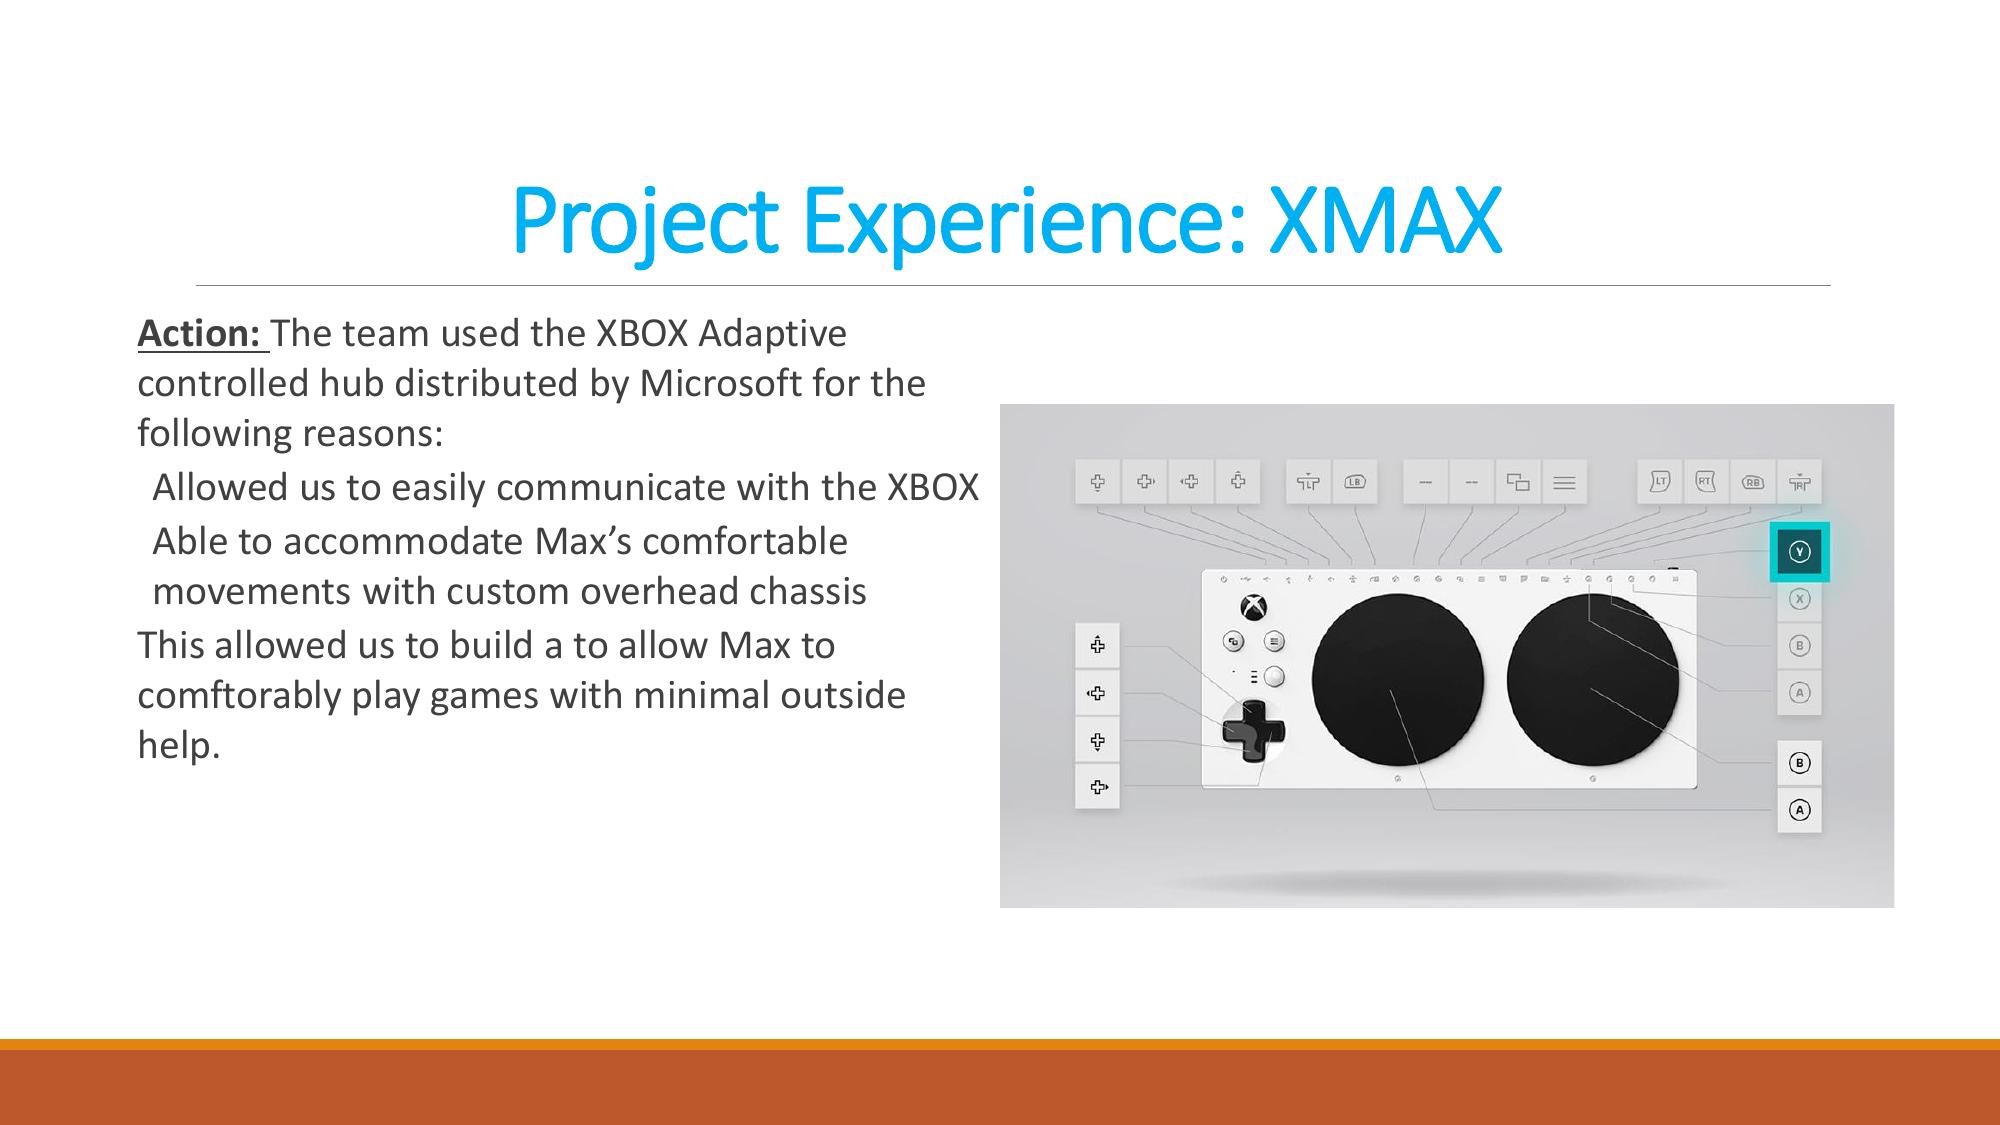 Project Experience: XMAX
Action: The team used the XBOX Adaptive
controlled hub distributed by Microsoft for the
following reasons:
Allowed us to easily communicate with the XBOX
Able to accommodate Max's comfortable
movements with custom overhead chassis
This allowed us to build a to allow Max to
comftorably play games with minimal outside
help.
LB
LT
RT
RB
Y
X
B
A
B
A